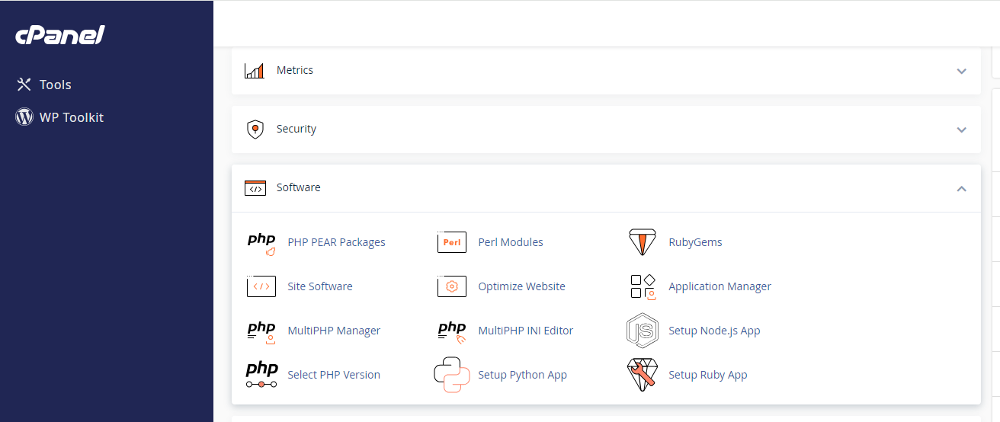 cPanel
Tools
WP Toolkit
Metrics
Security
</> Software
php PHP PEAR Packages
Perl Perl Modules
RubyGems
</> Site Software
Optimize Website
Application Manager
php MultiPHP Manager
php MultiPHP INI Editor
JS Setup Node.js App
php Select PHP Version
Setup Python App
Setup Ruby App